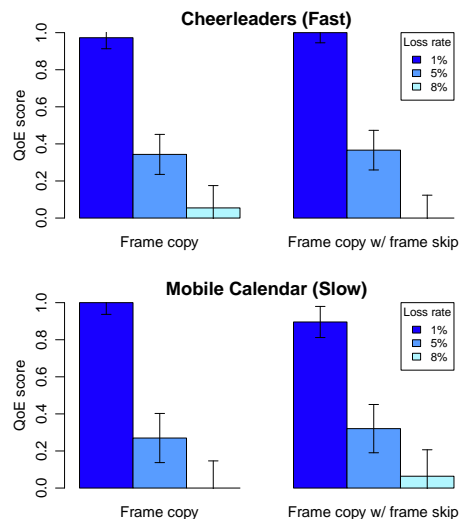 Cheerleaders (Fast)
QoE score
1.0
0.8
0.6
0.4
0.2
0.0
Loss rate
1%
5%
8%
Frame copy
Frame copy w/ frame skip
Mobile Calendar (Slow)
QoE score
1.0
0.8
0.6
0.4
0.2
0.0
Loss rate
1%
5%
8%
Frame copy
Frame copy w/ frame skip